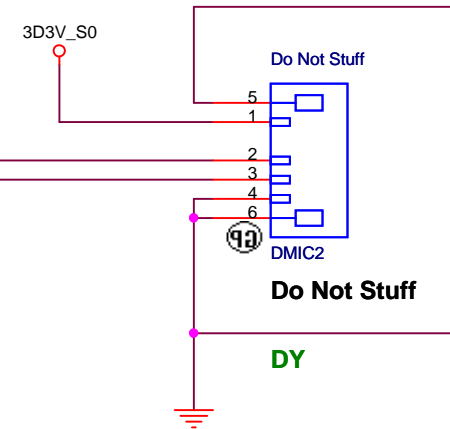 3D3V_S0
Do Not Stuff
5
1
2
3
4
6
GP
DMIC2
Do Not Stuff
DY